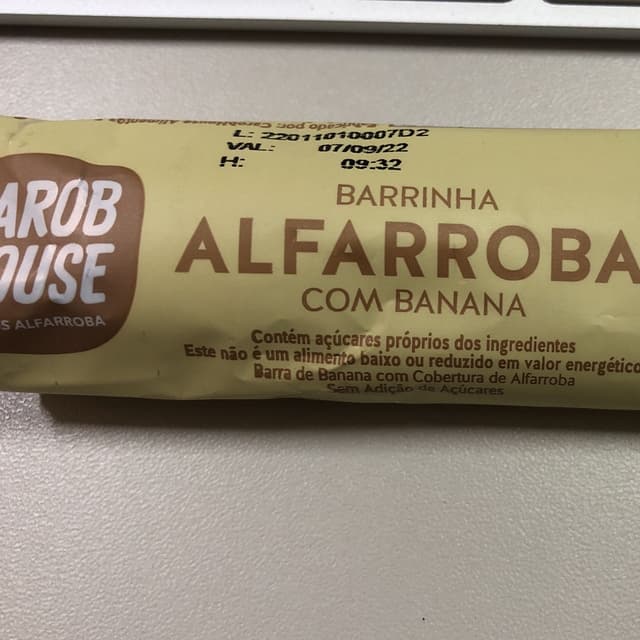 L: 22011010007D2
VAL: 07/09/22
H: 09:32
AROB
OUSE
S ALFARROBA
BARRINHA
ALFARROBA
COM BANANA
Contém açúcares próprios dos ingredientes
Este não é um alimento baixo ou reduzido em valor energético
Barra de Banana com Cobertura de Alfarroba
Sem Adição de Açúcares